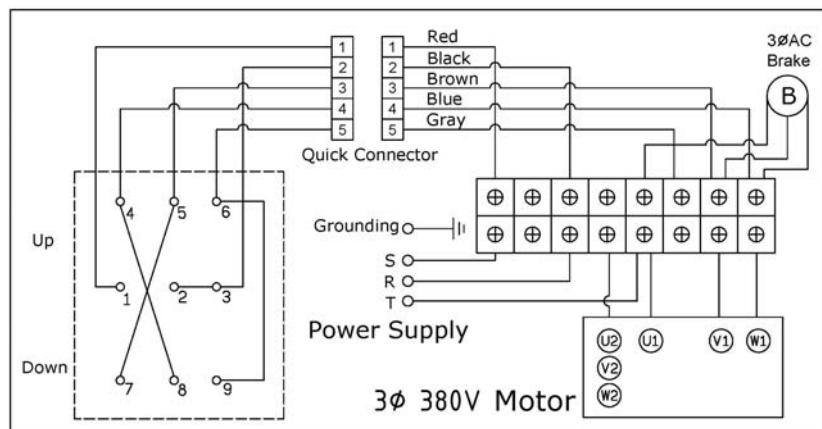 Red
Black
Brown
Blue
Gray
1
2
3
4
5
1
2
3
4
5
Quick Connector
3ØAC
Brake
B
Up
Down
4 5 6
1 2 3
7 8 9
Grounding
S
R
T
Power Supply
U2 U1 V1 W1
V2
W2
3Ø 380V Motor